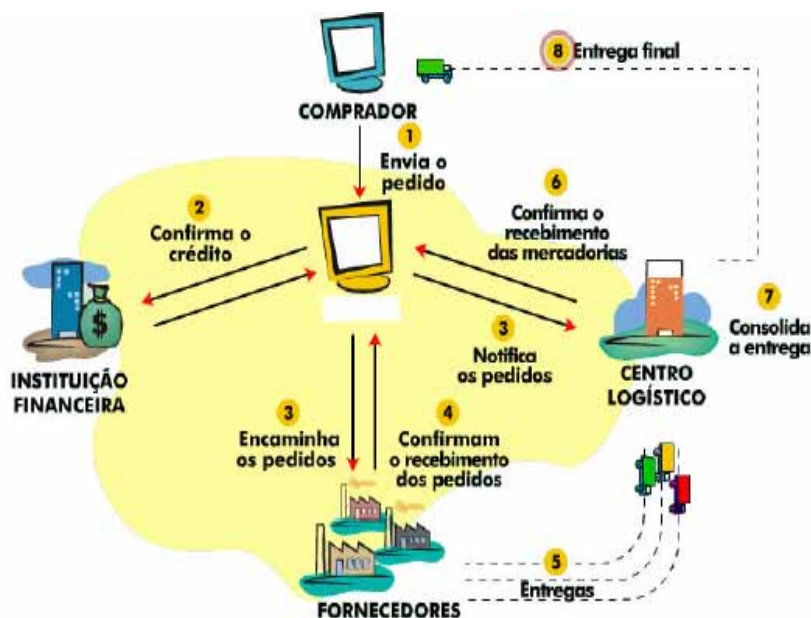 8 Entrega final
COMPRADOR
1
Envia o
pedido
2
Confirma o
crédito
6
Confirma o
recebimento
das mercadorias
$
INSTITUIÇÃO
FINANCEIRA
3
Notifica
os pedidos
7
Consolida
a entrega
CENTRO
LOGÍSTICO
3
Encaminha
os pedidos
4
Confirmam
o recebimento
dos pedidos
5
Entregas
FORNECEDORES